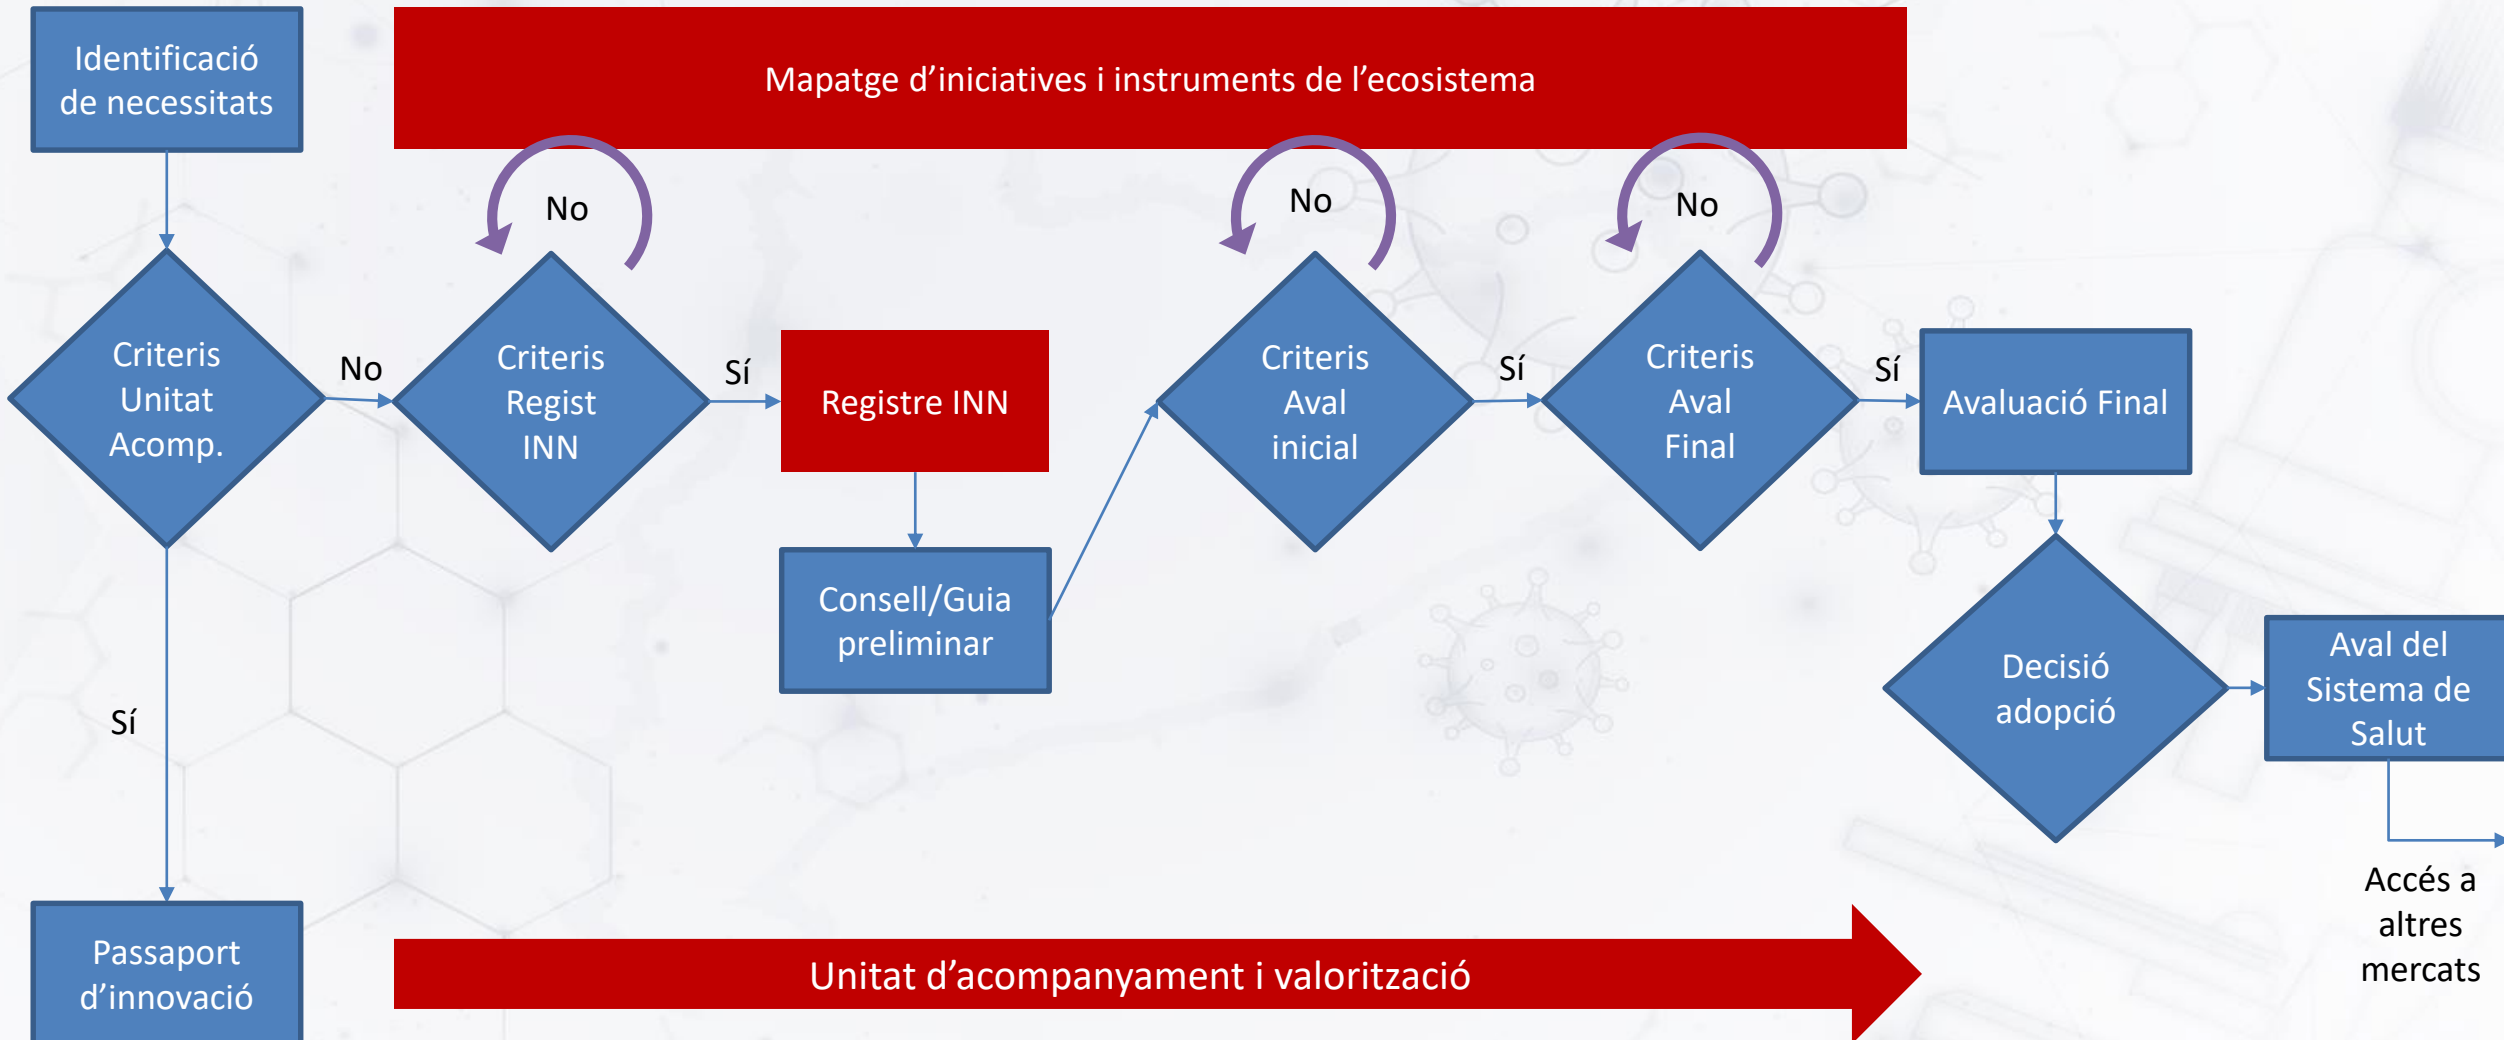 Identificació
de necessitats
Mapatge d’iniciatives i instruments de l’ecosistema
No
No
No
Criteris
Unitat
Acomp.
No
Criteris
Regist
INN
Sí
Registre INN
Consell/Guia
preliminar
Criteris
Aval
inicial
Sí
Criteris
Aval
Final
Sí
Avaluació Final
Decisió
adopció
Aval del
Sistema de
Salut
Sí
Accés a
altres
mercats
Passaport
d’innovació
Unitat d’acompanyament i valorització